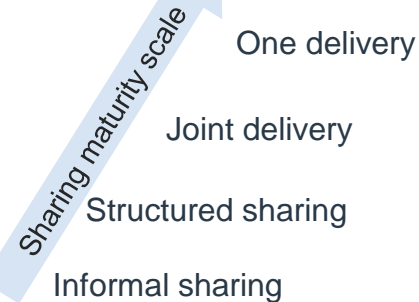 One delivery
Joint delivery
Structured sharing
Informal sharing
Sharing maturity scale